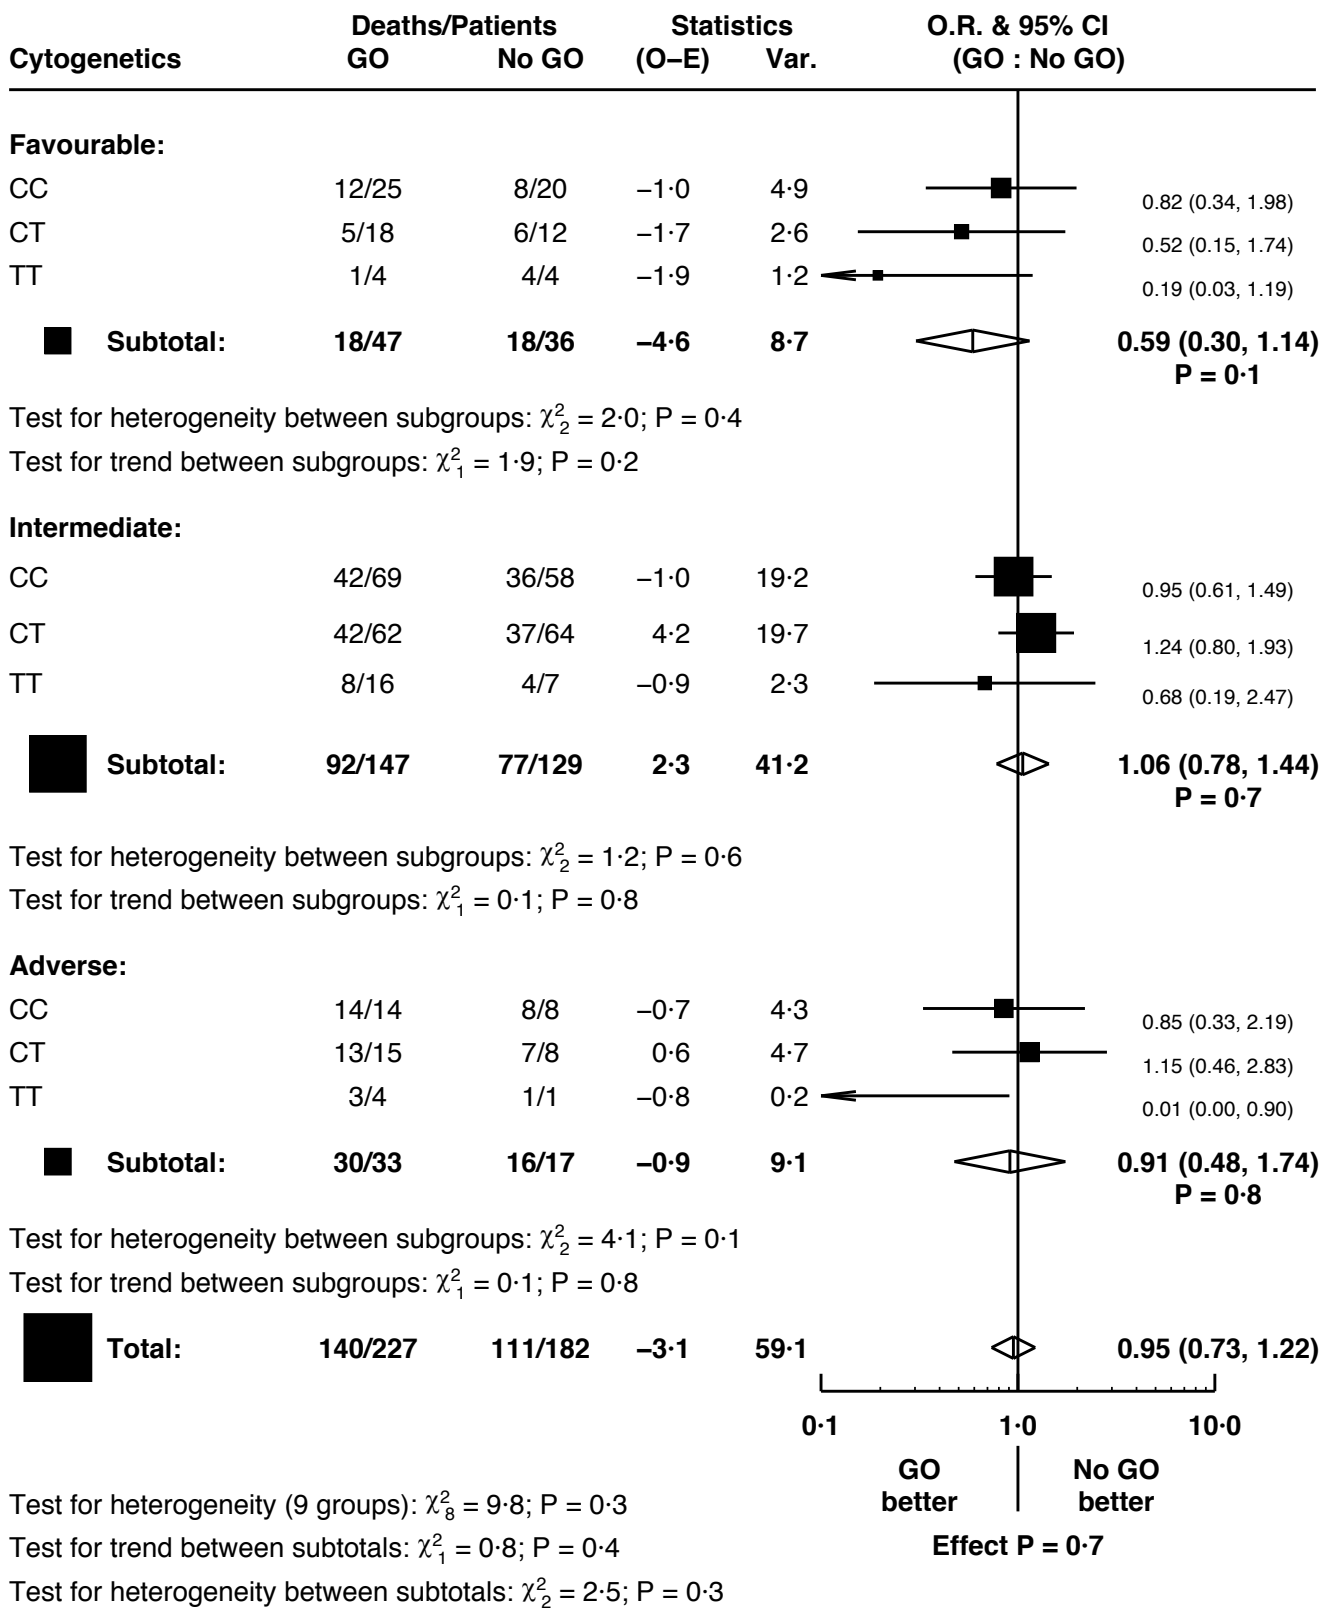 Deaths/Patients Statistics O.R. & 95% CI
Cytogenetics GO No GO (O–E) Var. (GO : No GO)
Favourable:
CC 12/25 8/20 –1·0 4·9 0.82 (0.34, 1.98)
CT 5/18 6/12 –1·7 2·6 0.52 (0.15, 1.74)
TT 1/4 4/4 –1·9 1·2 0.19 (0.03, 1.19)
Subtotal: 18/47 18/36 –4·6 8·7 0.59 (0.30, 1.14)
P = 0·1
Test for heterogeneity between subgroups: χ²₂ = 2·0; P = 0·4
Test for trend between subgroups: χ²₁ = 1·9; P = 0·2
Intermediate:
CC 42/69 36/58 –1·0 19·2 0.95 (0.61, 1.49)
CT 42/62 37/64 4·2 19·7 1.24 (0.80, 1.93)
TT 8/16 4/7 –0·9 2·3 0.68 (0.19, 2.47)
Subtotal: 92/147 77/129 2·3 41·2 1.06 (0.78, 1.44)
P = 0·7
Test for heterogeneity between subgroups: χ²₂ = 1·2; P = 0·6
Test for trend between subgroups: χ²₁ = 0·1; P = 0·8
Adverse:
CC 14/14 8/8 –0·7 4·3 0.85 (0.33, 2.19)
CT 13/15 7/8 0·6 4·7 1.15 (0.46, 2.83)
TT 3/4 1/1 –0·8 0·2 0.01 (0.00, 0.90)
Subtotal: 30/33 16/17 –0·9 9·1 0.91 (0.48, 1.74)
P = 0·8
Test for heterogeneity between subgroups: χ²₂ = 4·1; P = 0·1
Test for trend between subgroups: χ²₁ = 0·1; P = 0·8
Total: 140/227 111/182 –3·1 59·1 0.95 (0.73, 1.22)
0·1 1·0 10·0
GO No GO
better better
Test for heterogeneity (9 groups): χ²₈ = 9·8; P = 0·3
Test for trend between subtotals: χ²₁ = 0·8; P = 0·4 Effect P = 0·7
Test for heterogeneity between subtotals: χ²₂ = 2·5; P = 0·3